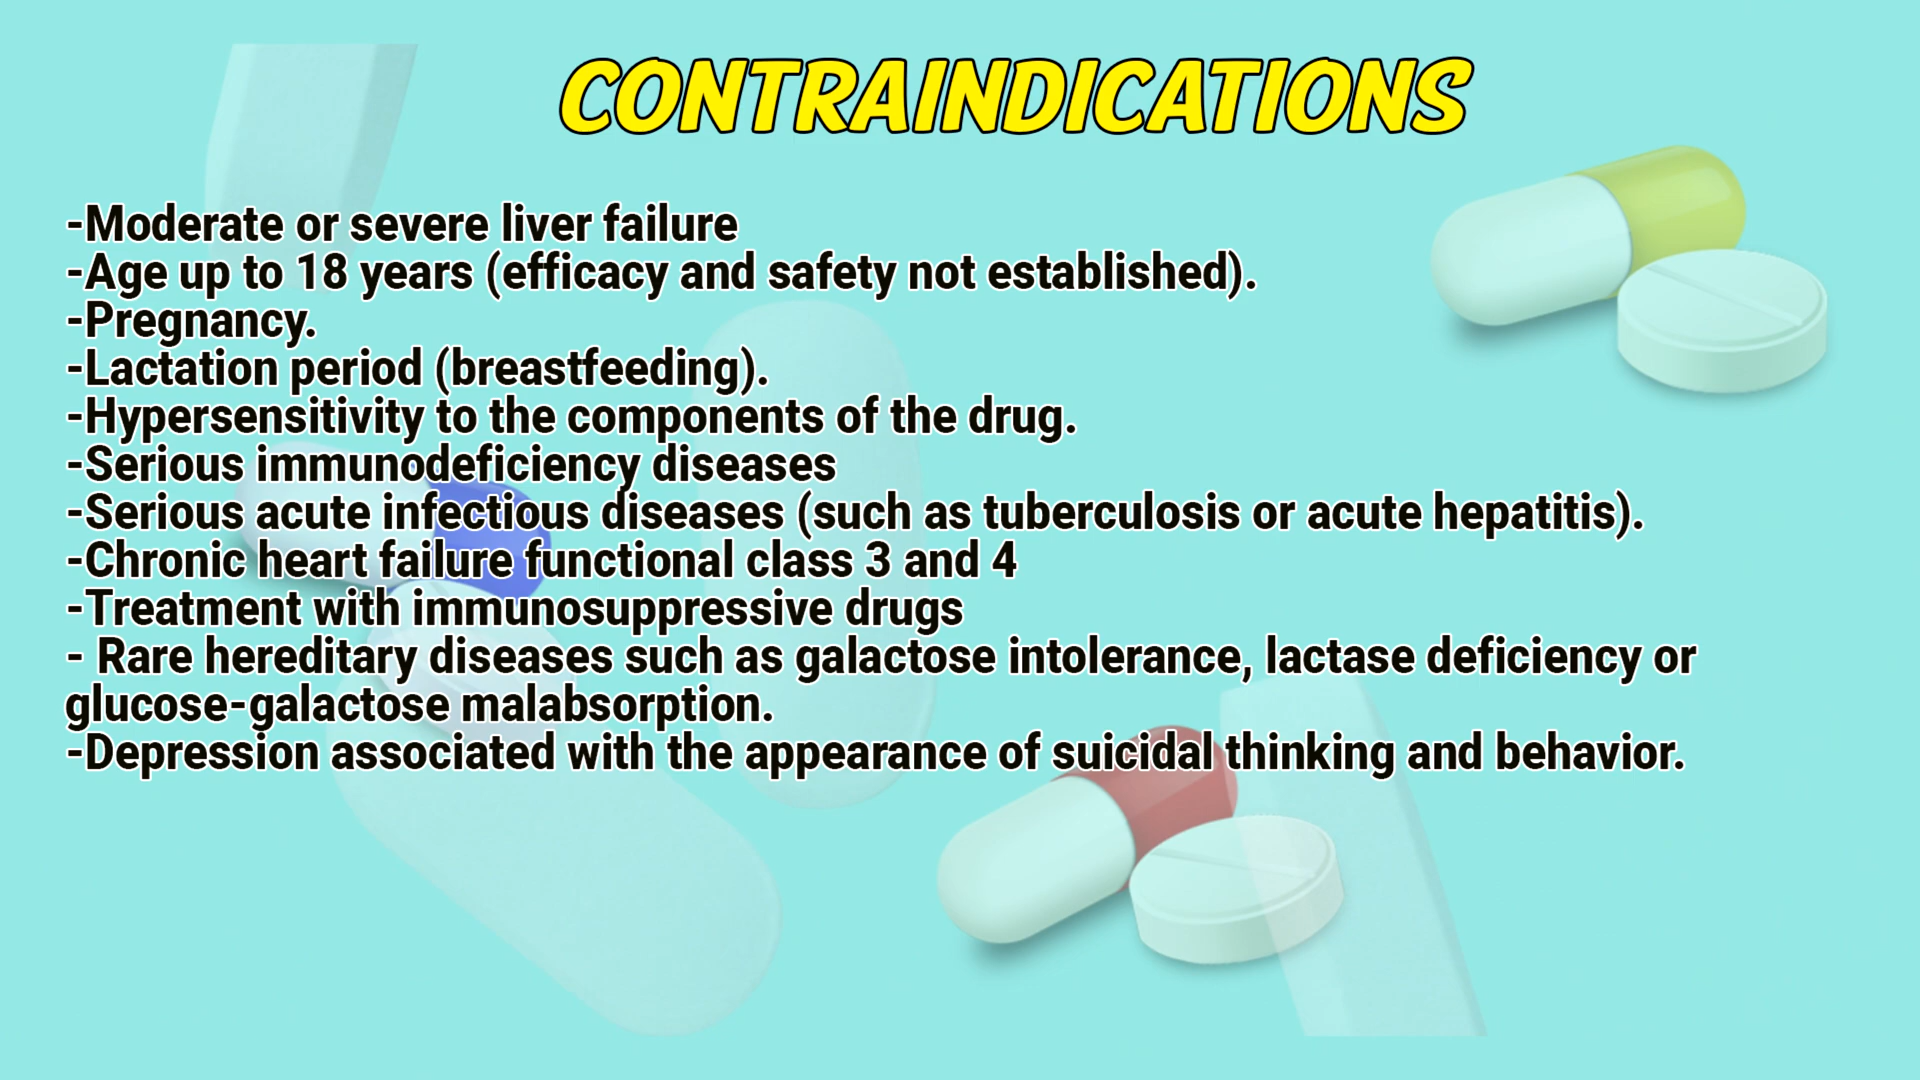 CONTRAINDICATIONS
-Moderate or severe liver failure
-Age up to 18 years (efficacy and safety not established).
-Pregnancy.
-Lactation period (breastfeeding).
-Hypersensitivity to the components of the drug.
-Serious immunodeficiency diseases
-Serious acute infectious diseases (such as tuberculosis or acute hepatitis).
-Chronic heart failure functional class 3 and 4
-Treatment with immunosuppressive drugs
- Rare hereditary diseases such as galactose intolerance, lactase deficiency or
glucose-galactose malabsorption.
-Depression associated with the appearance of suicidal thinking and behavior.